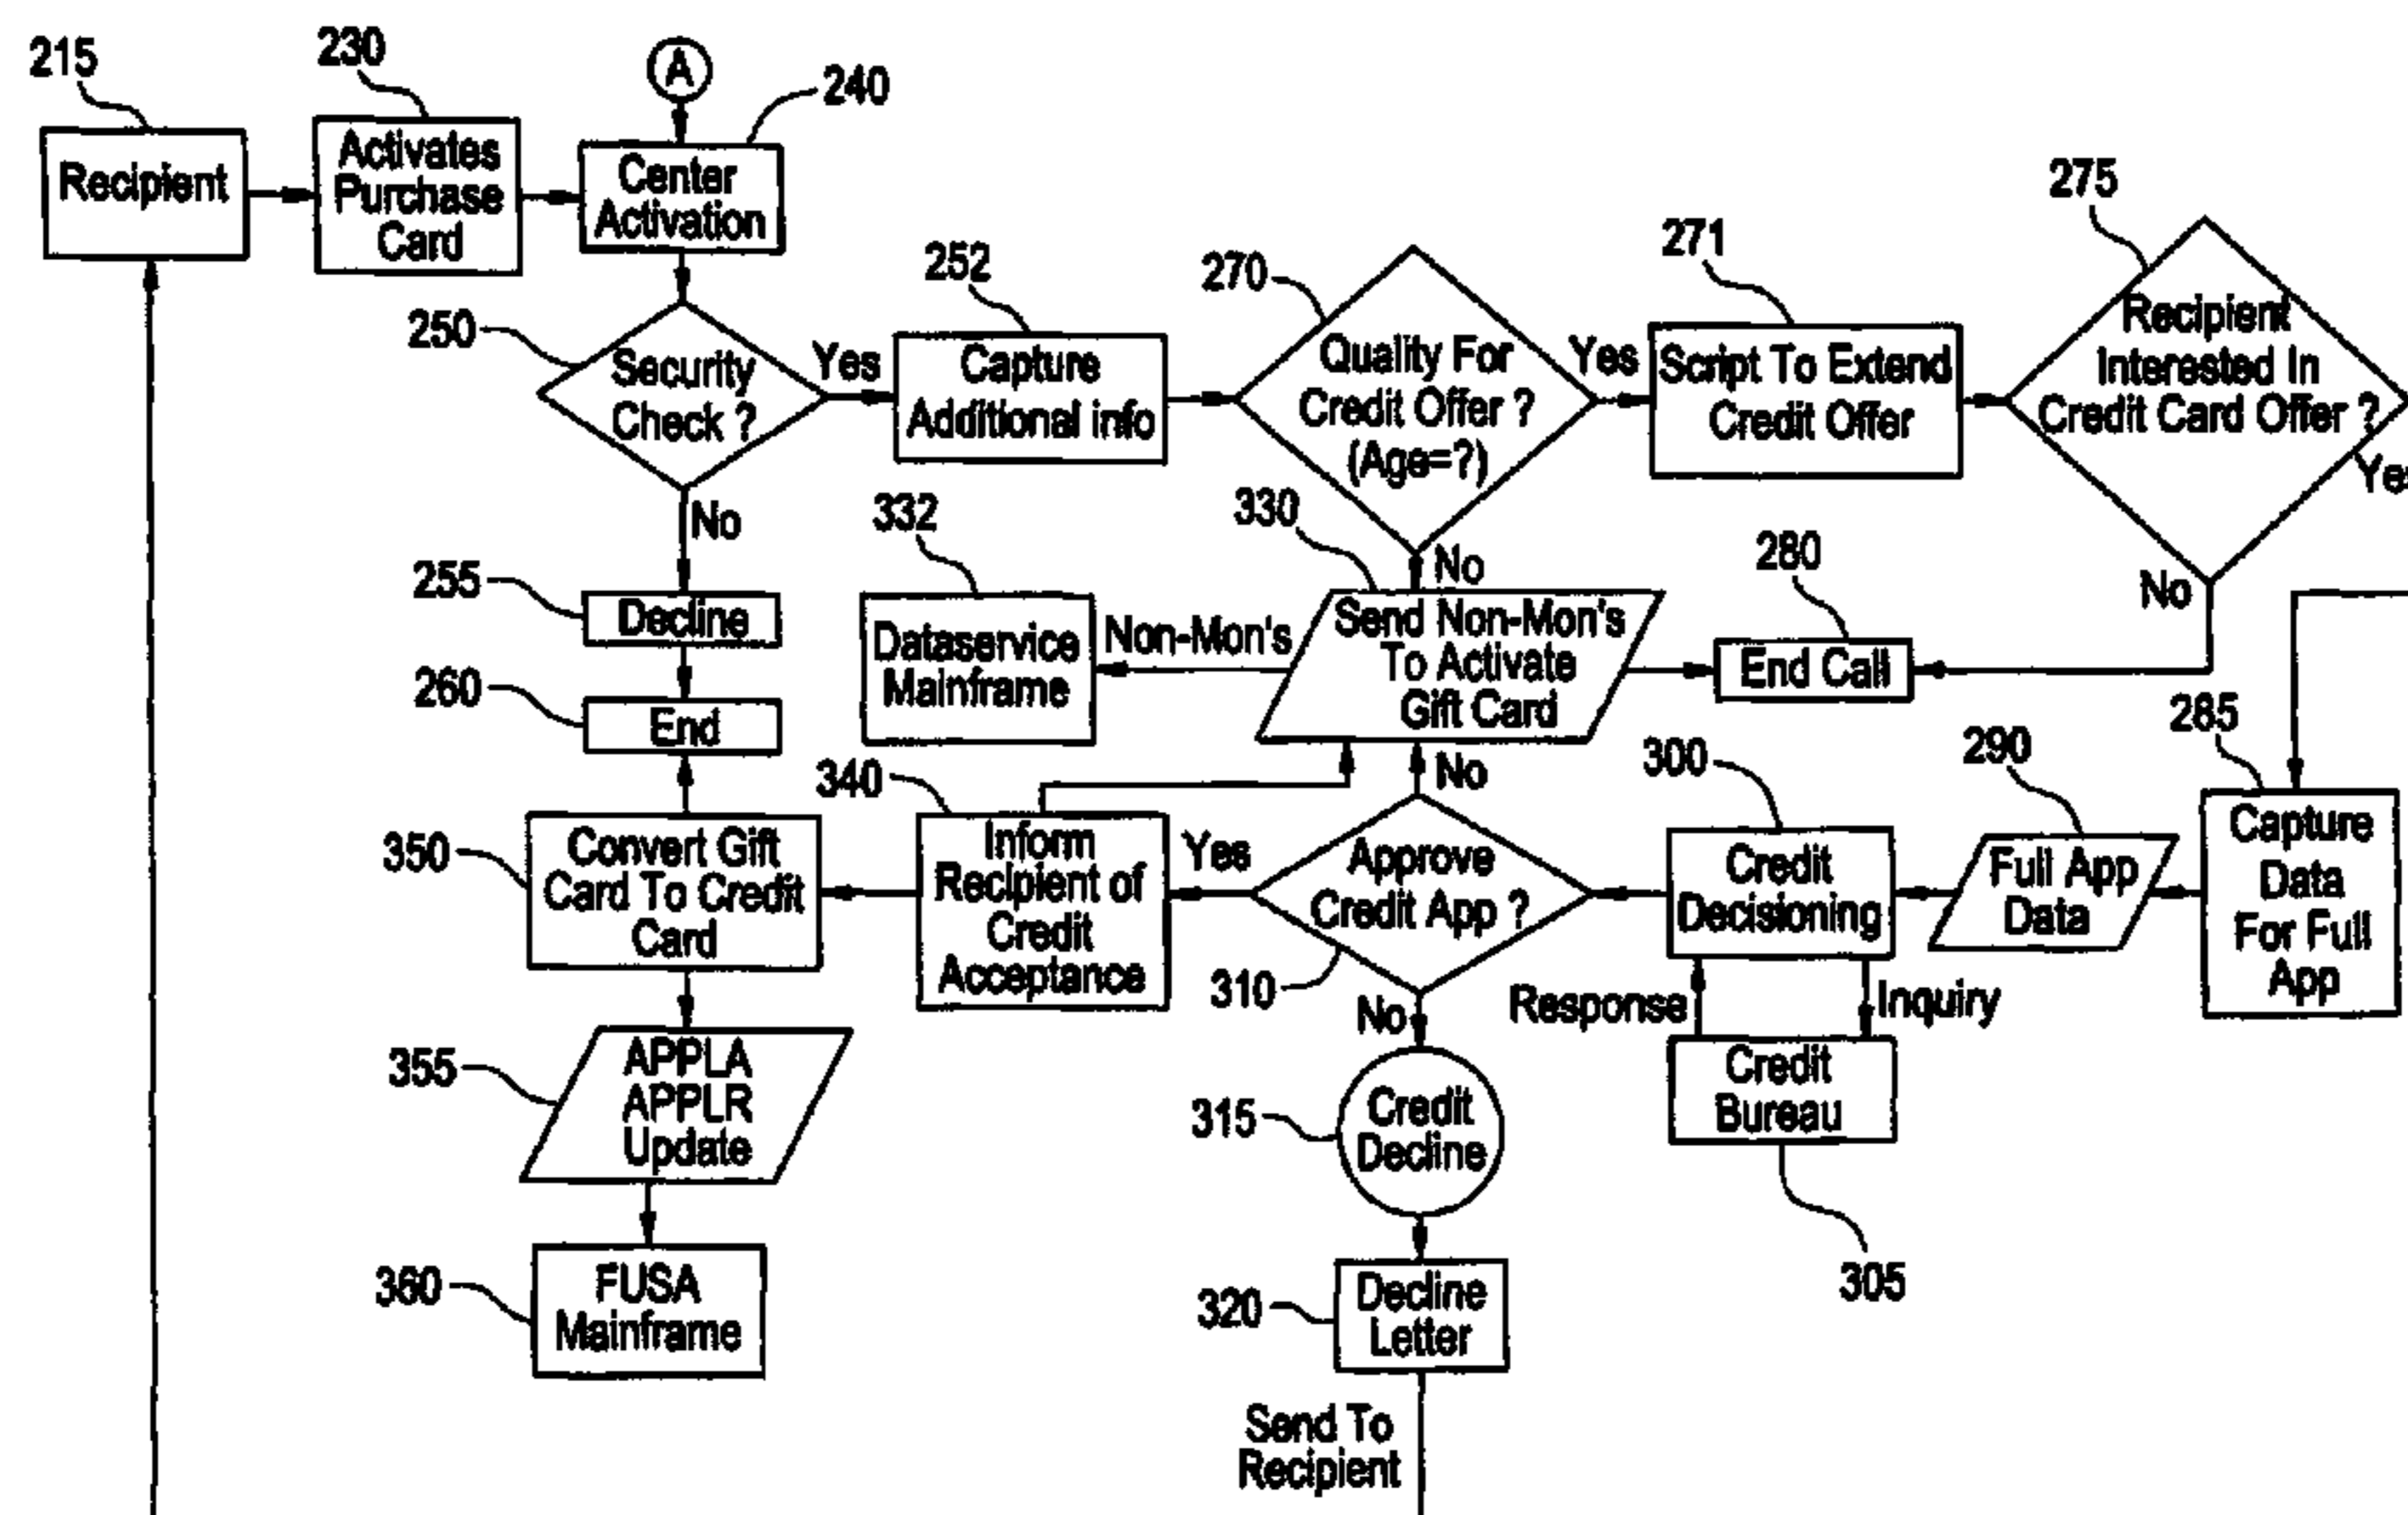 215
Recipient
230
Activates
Purchase
Card
A
240
Center
Activation
250
Security
Check ?
Yes
No
252
Capture
Additional info
270
Quality For
Credit Offer ?
(Age=?)
Yes
No
271
Script To Extend
Credit Offer
275
Recipient
Interested In
Credit Card Offer ?
Yes
No
255
Decline
260
End
332
Dataservice
Mainframe
Non-Mon's
330
Send Non-Mon's
To Activate
Gift Card
280
End Call
285
Capture
Data
For Full
App
290
Full App
Data
300
Credit
Decisioning
Response
Inquiry
Credit
Bureau
305
Approve
Credit App ?
310
Yes
No
No
340
Inform
Recipient of
Credit
Acceptance
350
Convert Gift
Card To Credit
Card
355
APPLA
APPLR
Update
360
FUSA
Mainframe
315
Credit
Decline
320
Decline
Letter
Send To
Recipient